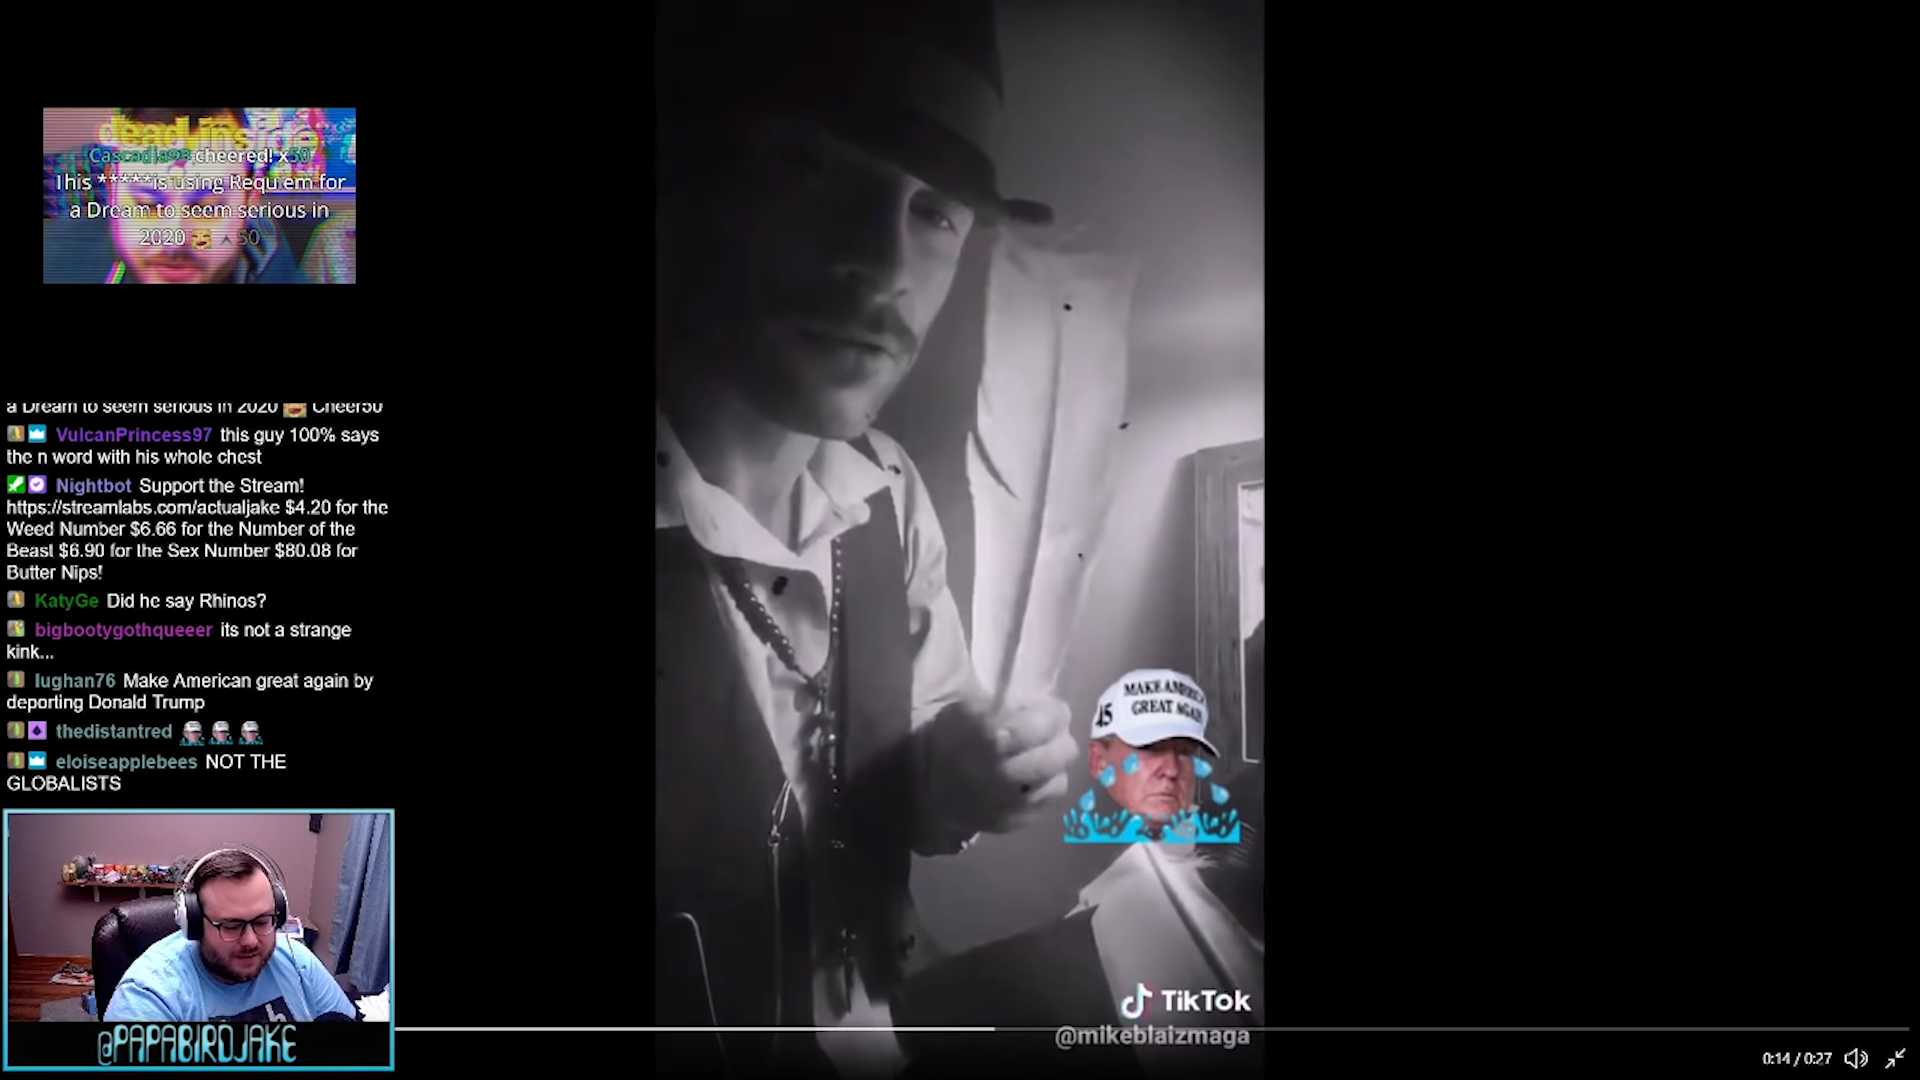 dead inside
Cascadia98 cheered! x50
This *****is using Requiem for
a Dream to seem serious in
2020 x50
a Dream to seem serious in 2020 Cheer50
VulcanPrincess97 this guy 100% says
the n word with his whole chest
Nightbot Support the Stream!
https://streamlabs.com/actualjake $4.20 for the
Weed Number $6.66 for the Number of the
Beast $6.90 for the Sex Number $80.08 for
Butter Nips!
KatyGe Did he say Rhinos?
bigbootygothqueeer its not a strange
kink...
lughan76 Make American great again by
deporting Donald Trump
thedistantred
eloisapplebees NOT THE
GLOBALISTS
@PAPABIRDJAKE
MAKE AMERICA
GREAT AGAIN
45
TikTok
@mikeblaizmaga
0:14 / 0:27